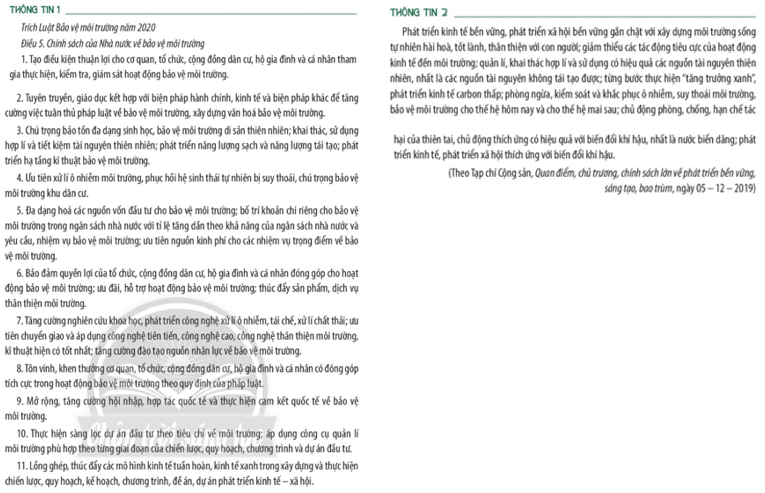 THÔNG TIN 1
Trích Luật Bảo vệ môi trường năm 2020
Điều 5. Chính sách của Nhà nước về bảo vệ môi trường
1. Tạo điều kiện thuận lợi cho cơ quan, tổ chức, cộng đồng dân cư, hộ gia đình và cá nhân tham
gia thực hiện, kiểm tra, giám sát hoạt động bảo vệ môi trường.
2. Tuyên truyền, giáo dục kết hợp với biện pháp hành chính, kinh tế và biện pháp khác để tăng
cường việc tuân thủ pháp luật về bảo vệ môi trường, xây dựng văn hoá bảo vệ môi trường.
3. Chú trọng bảo tồn đa dạng sinh học, bảo vệ môi trường di sản thiên nhiên; khai thác, sử dụng
hợp lí và tiết kiệm tài nguyên thiên nhiên; phát triển năng lượng sạch và năng lượng tái tạo; phát
triển hạ tầng kĩ thuật bảo vệ môi trường.
4. Ưu tiên xử lí ô nhiễm môi trường, phục hồi hệ sinh thái tự nhiên bị suy thoái, chú trọng bảo
vệ môi trường khu dân cư.
5. Đa dạng hoá các nguồn vốn đầu tư cho bảo vệ môi trường; bố trí khoản chi riêng cho bảo vệ
môi trường trong ngân sách nhà nước với tỉ lệ tăng dần theo khả năng của ngân sách nhà nước và
yêu cầu, nhiệm vụ bảo vệ môi trường; ưu tiên nguồn kinh phí cho các nhiệm vụ trọng điểm về bảo
vệ môi trường.
6. Bảo đảm quyền lợi của tổ chức, cộng đồng dân cư, hộ gia đình và cá nhân đóng góp cho hoạt
động bảo vệ môi trường; ưu đãi, hỗ trợ hoạt động bảo vệ môi trường; thúc đẩy sản phẩm, dịch vụ
thân thiện môi trường.
7. Tăng cường nghiên cứu khoa học, phát triển công nghệ xử lí ô nhiễm, tái chế, xử lí chất thải; ưu
tiên chuyển giao và áp dụng công nghệ tiên tiến, công nghệ cao, công nghệ thân thiện môi trường,
kĩ thuật hiện có tốt nhất; tăng cường đào tạo nguồn nhân lực về bảo vệ môi trường.
8. Tôn vinh, khen thưởng cơ quan, tổ chức, cộng đồng dân cư, hộ gia đình và cá nhân có đóng góp
tích cực trong hoạt động bảo vệ môi trường theo quy định của pháp luật.
9. Mở rộng, tăng cường hội nhập, hợp tác quốc tế và thực hiện cam kết quốc tế về bảo vệ
môi trường.
10. Thực hiện sàng lọc dự án đầu tư theo tiêu chí về môi trường; áp dụng công cụ quản lí
môi trường phù hợp theo từng giai đoạn của chiến lược, quy hoạch, chương trình và dự án đầu tư.
11. Lồng ghép, thúc đẩy các mô hình kinh tế tuần hoàn, kinh tế xanh trong xây dựng và thực hiện
chiến lược, quy hoạch, kế hoạch, chương trình, đề án, dự án phát triển kinh tế – xã hội.
Chân trời sáng tạo
THÔNG TIN 2
Phát triển kinh tế bền vững, phát triển xã hội bền vững gắn chặt với xây dựng môi trường sống
tự nhiên hài hoà, tốt lành, thân thiện với con người; giảm thiểu các tác động tiêu cực của hoạt động
kinh tế đến môi trường; quản lí, khai thác hợp lí và sử dụng có hiệu quả các nguồn tài nguyên thiên
nhiên, nhất là các nguồn tài nguyên không tái tạo được; từng bước thực hiện "tăng trưởng xanh",
phát triển kinh tế carbon thấp; phòng ngừa, kiểm soát và khắc phục ô nhiễm, suy thoái môi trường,
bảo vệ môi trường cho thế hệ hôm nay và cho thế hệ mai sau; chủ động phòng, chống, hạn chế tác
hại của thiên tai, chủ động thích ứng có hiệu quả với biến đổi khí hậu, nhất là nước biển dâng; phát
triển kinh tế, phát triển xã hội thích ứng với biến đổi khí hậu.
(Theo Tạp chí Cộng sản, Quan điểm, chủ trương, chính sách lớn về phát triển bền vững,
sáng tạo, bao trùm, ngày 05 – 12 – 2019)